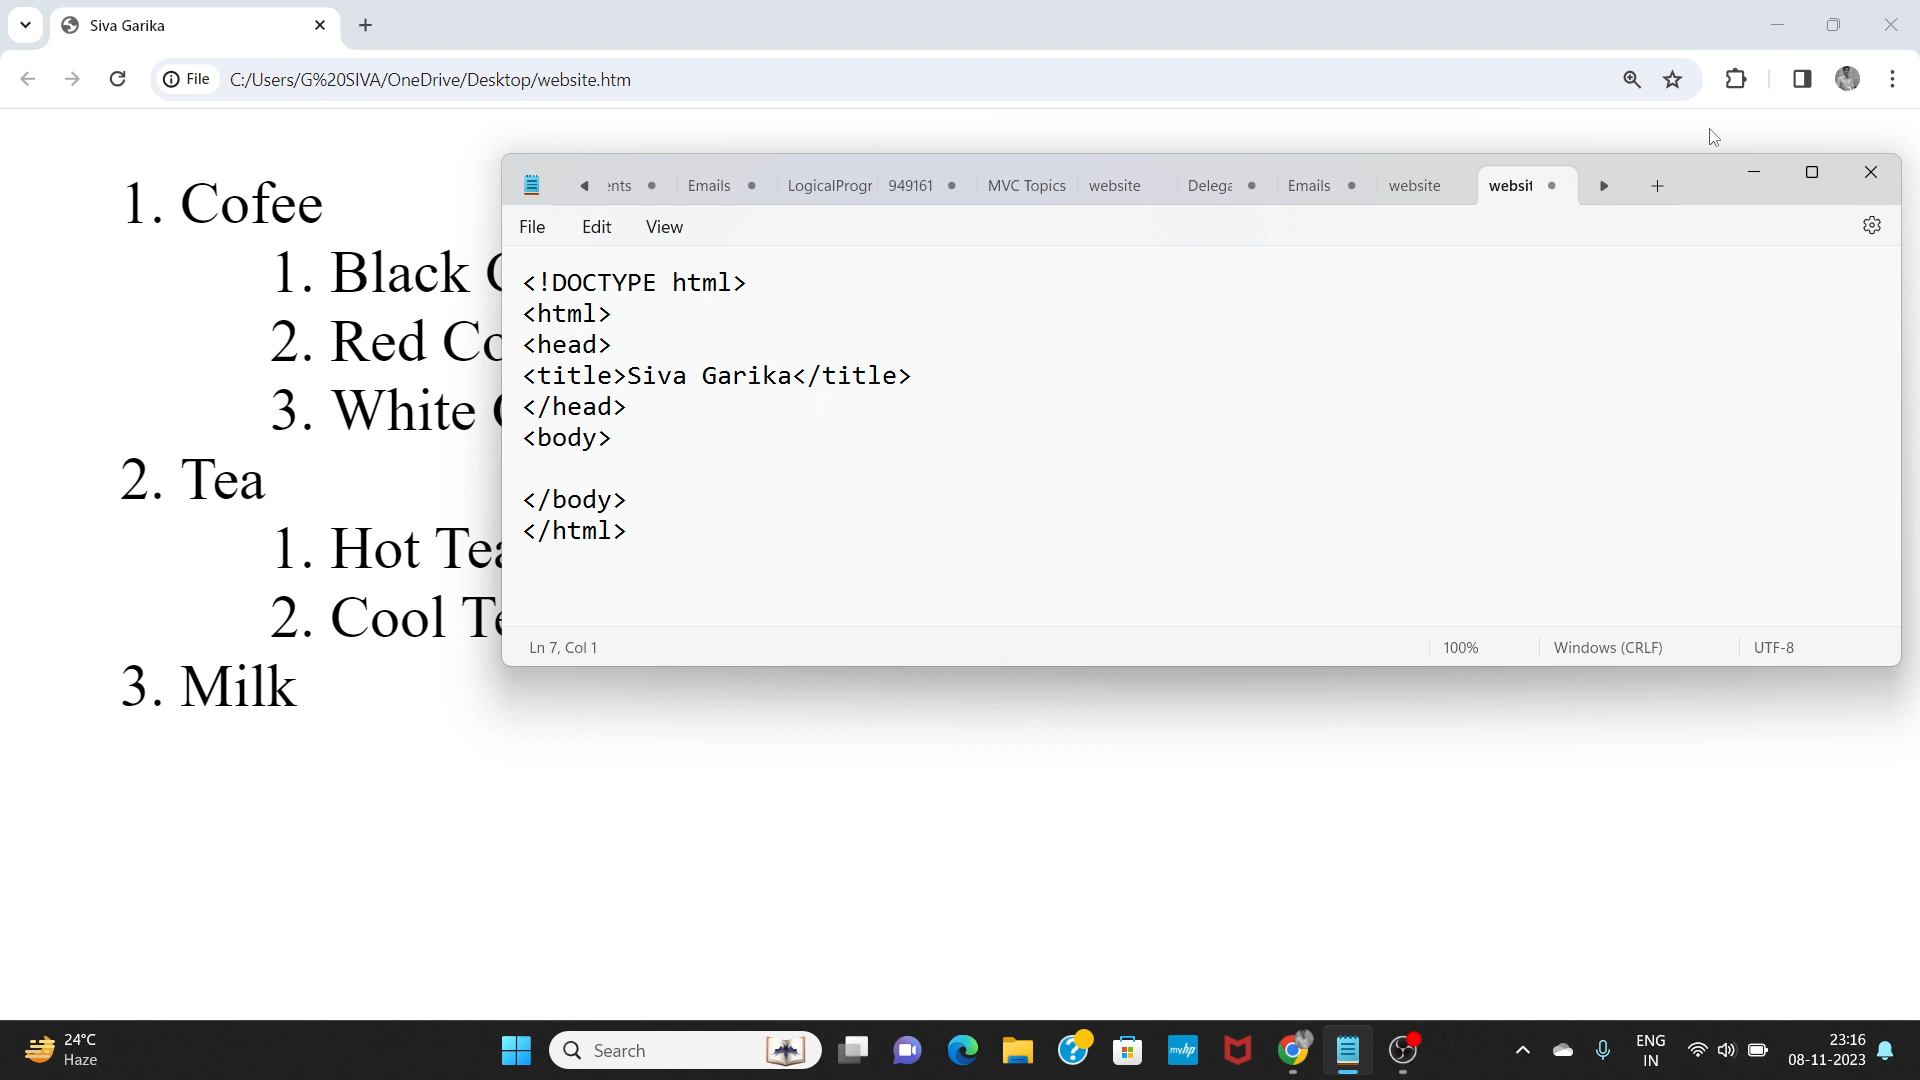 Siva Garika
File C:/Users/G%20SIVA/OneDrive/Desktop/website.htm
1. Cofee
1. Black
2. Red
3. White
2. Tea
1. Hot
2. Cool
3. Milk
Emails LogicalProgr 949161 MVC Topics website Delega Emails website websit
File Edit View
<!DOCTYPE html>
<html>
<head>
<title>Siva Garika</title>
</head>
<body>
</body>
</html>
Ln 7, Col 1 100% Windows (CRLF) UTF-8
24°C
Haze
Search
myhp
ENG
IN
23:16
08-11-2023